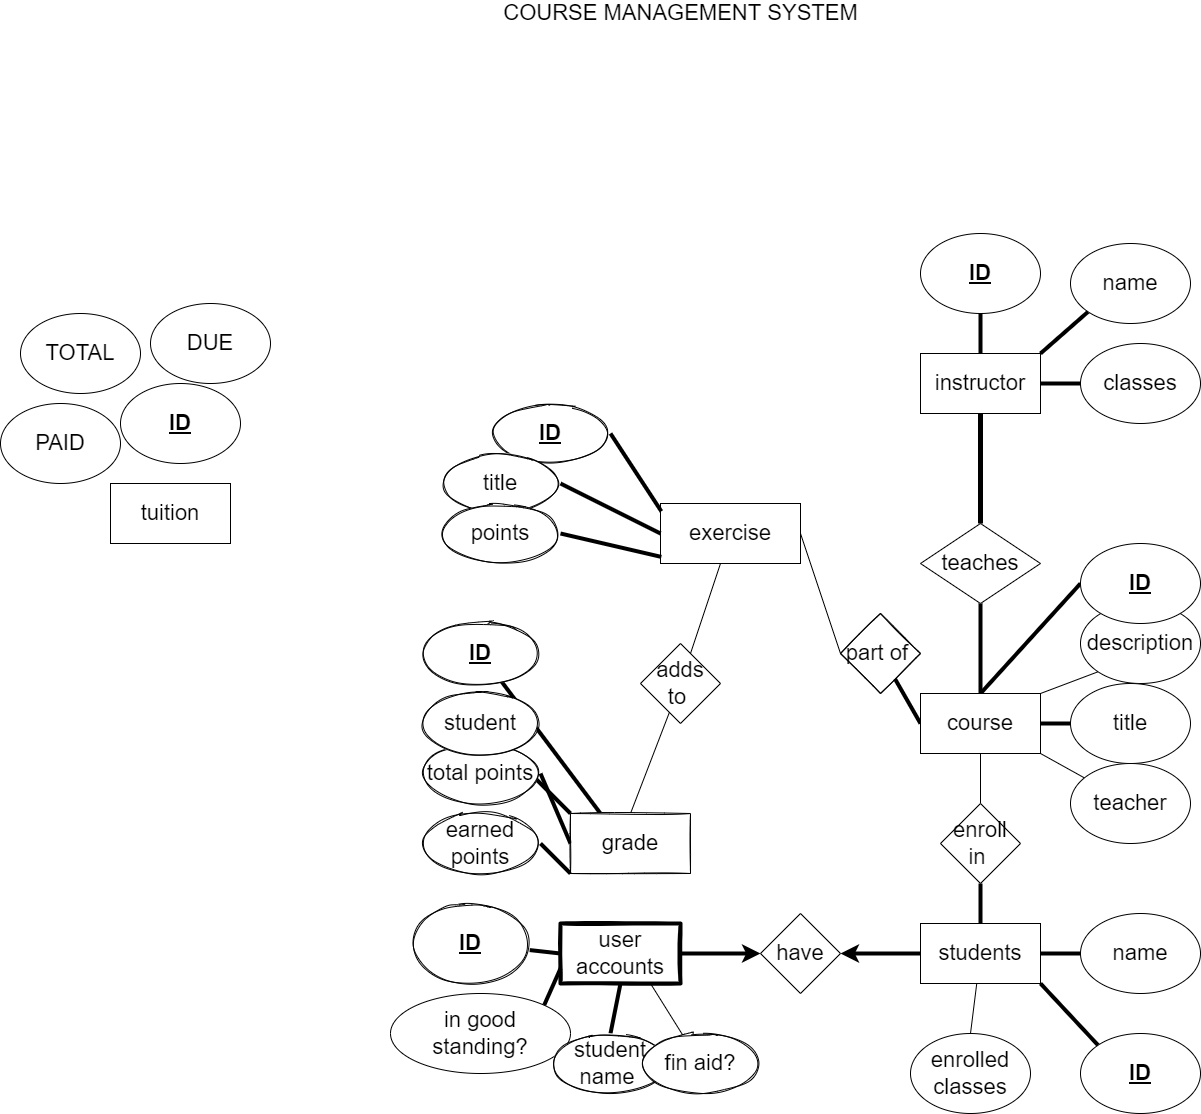 COURSE MANAGEMENT SYSTEM
ID
name
instructor
classes
TOTAL
DUE
PAID
ID
tuition
ID
title
points
exercise
teaches
ID
description
part of
course
title
teacher
adds
to
ID
student
total points
earned
points
grade
enroll
in
ID
user
accounts
have
students
name
in good
standing?
student
name
fin aid?
enrolled
classes
ID